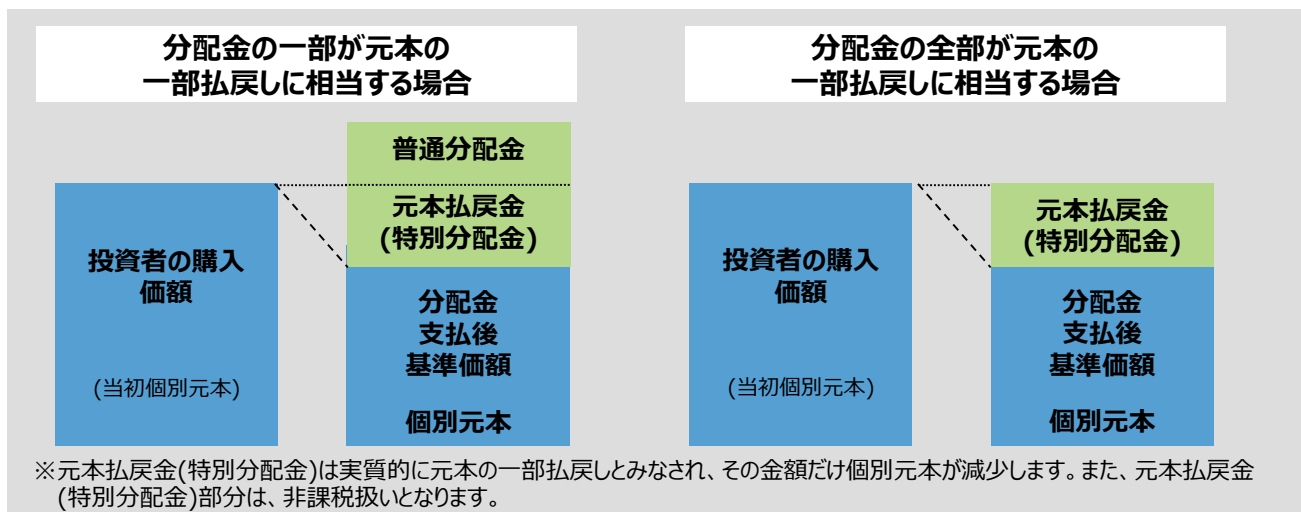 分配金の一部が元本の
一部払戻しに相当する場合
普通分配金
元本払戻金
(特別分配金)
投資者の購入
価額
(当初個別元本)
分配金
支払後
基準価額
個別元本
分配金の全部が元本の
一部払戻しに相当する場合
元本払戻金
(特別分配金)
投資者の購入
価額
(当初個別元本)
分配金
支払後
基準価額
個別元本
※元本払戻金(特別分配金)は実質的に元本の一部払戻しとみなされ、その金額だけ個別元本が減少します。また、元本払戻金
(特別分配金)部分は、非課税扱いとなります。